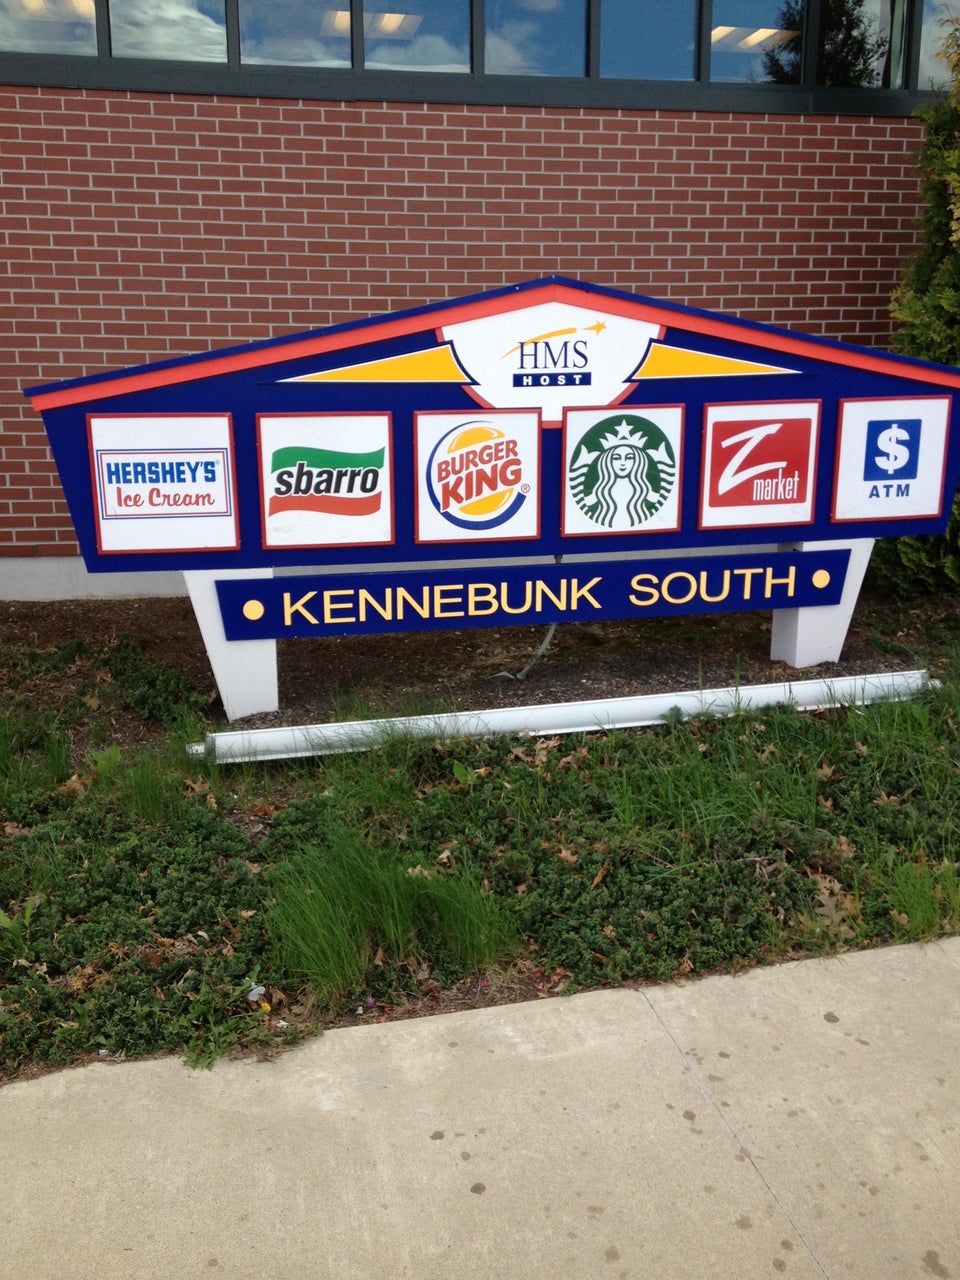 HMS
HOST
HERSHEY'S
Ice Cream
sbarro
BURGER
KING®
Z
market
$
ATM
• KENNEBUNK SOUTH •